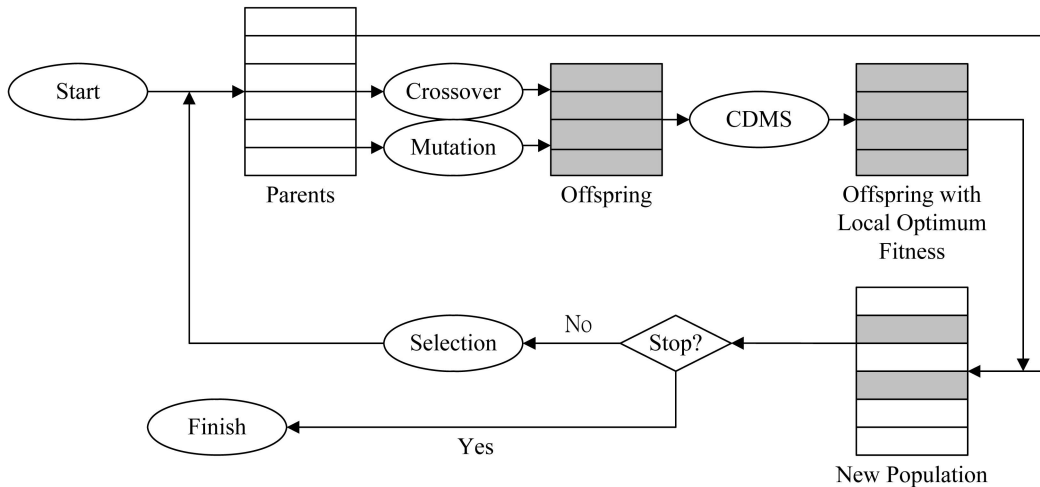 Start
Crossover
Mutation
CDMS
Parents
Offspring
Offspring with
Local Optimum
Fitness
No
Selection
Stop?
Finish
Yes
New Population